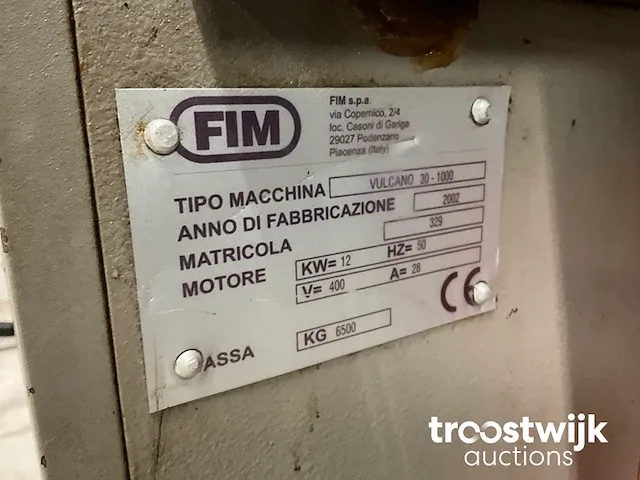 FIM
FIM s.p.a.
via Copernico, 2/4
loc. Casoni di Gariga
29027 Podenzano
Piacenza (Italy)
TIPO MACCHINA VULCANO 30-1000
ANNO DI FABBRICAZIONE 2002
MATRICOLA 329
MOTORE KW= 12 HZ= 50
V= 400 A= 28
CE
ASSA KG 6500
troostwijk
auctions